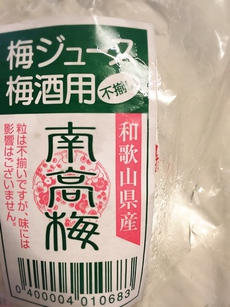 梅ジュース
梅酒用
不揃い
和歌山県産
南高梅
粒は不揃いですが、味には
影響はございません。
0400004010683